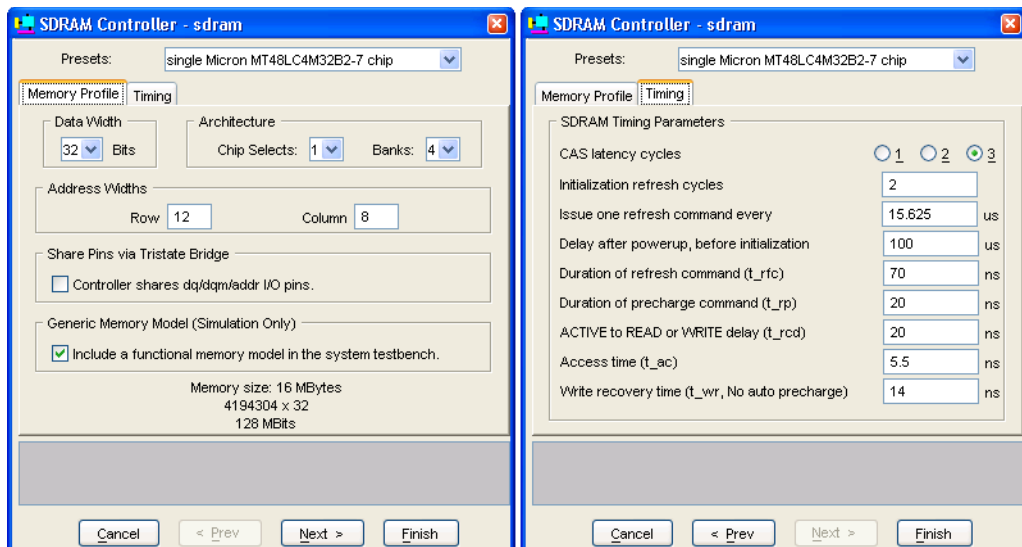 SDRAM Controller - sdram
Presets: single Micron MT48LC4M32B2-7 chip
Memory Profile Timing
Data Width Architecture
32 Bits Chip Selects: 1 Banks: 4
Address Widths
Row 12 Column 8
Share Pins via Tristate Bridge
Controller shares dq/dqm/addr I/O pins.
Generic Memory Model (Simulation Only)
Include a functional memory model in the system testbench.
Memory size: 16 MBytes
4194304 x 32
128 MBits
Cancel < Prev Next > Finish
SDRAM Controller - sdram
Presets: single Micron MT48LC4M32B2-7 chip
Memory Profile Timing
SDRAM Timing Parameters
CAS latency cycles 1 2 3
Initialization refresh cycles 2
Issue one refresh command every 15.625 us
Delay after powerup, before initialization 100 us
Duration of refresh command (t_rfc) 70 ns
Duration of precharge command (t_rp) 20 ns
ACTIVE to READ or WRITE delay (t_rcd) 20 ns
Access time (t_ac) 5.5 ns
Write recovery time (t_wr, No auto precharge) 14 ns
Cancel < Prev Next > Finish